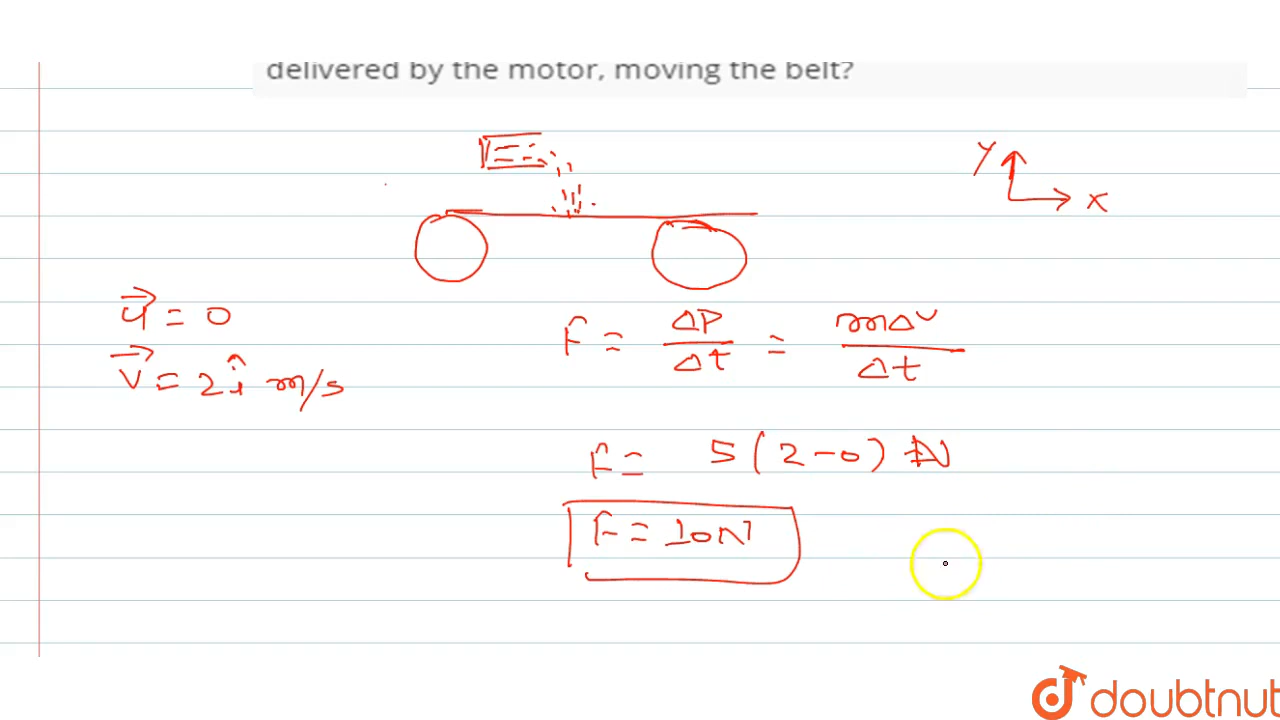 delivered by the motor, moving the belt?
y
x
u⃗ = 0
v⃗ = 2î m/s
F = ΔP/Δt = mΔv/Δt
F = 5(2-0) N
F = 10N
doubtnut